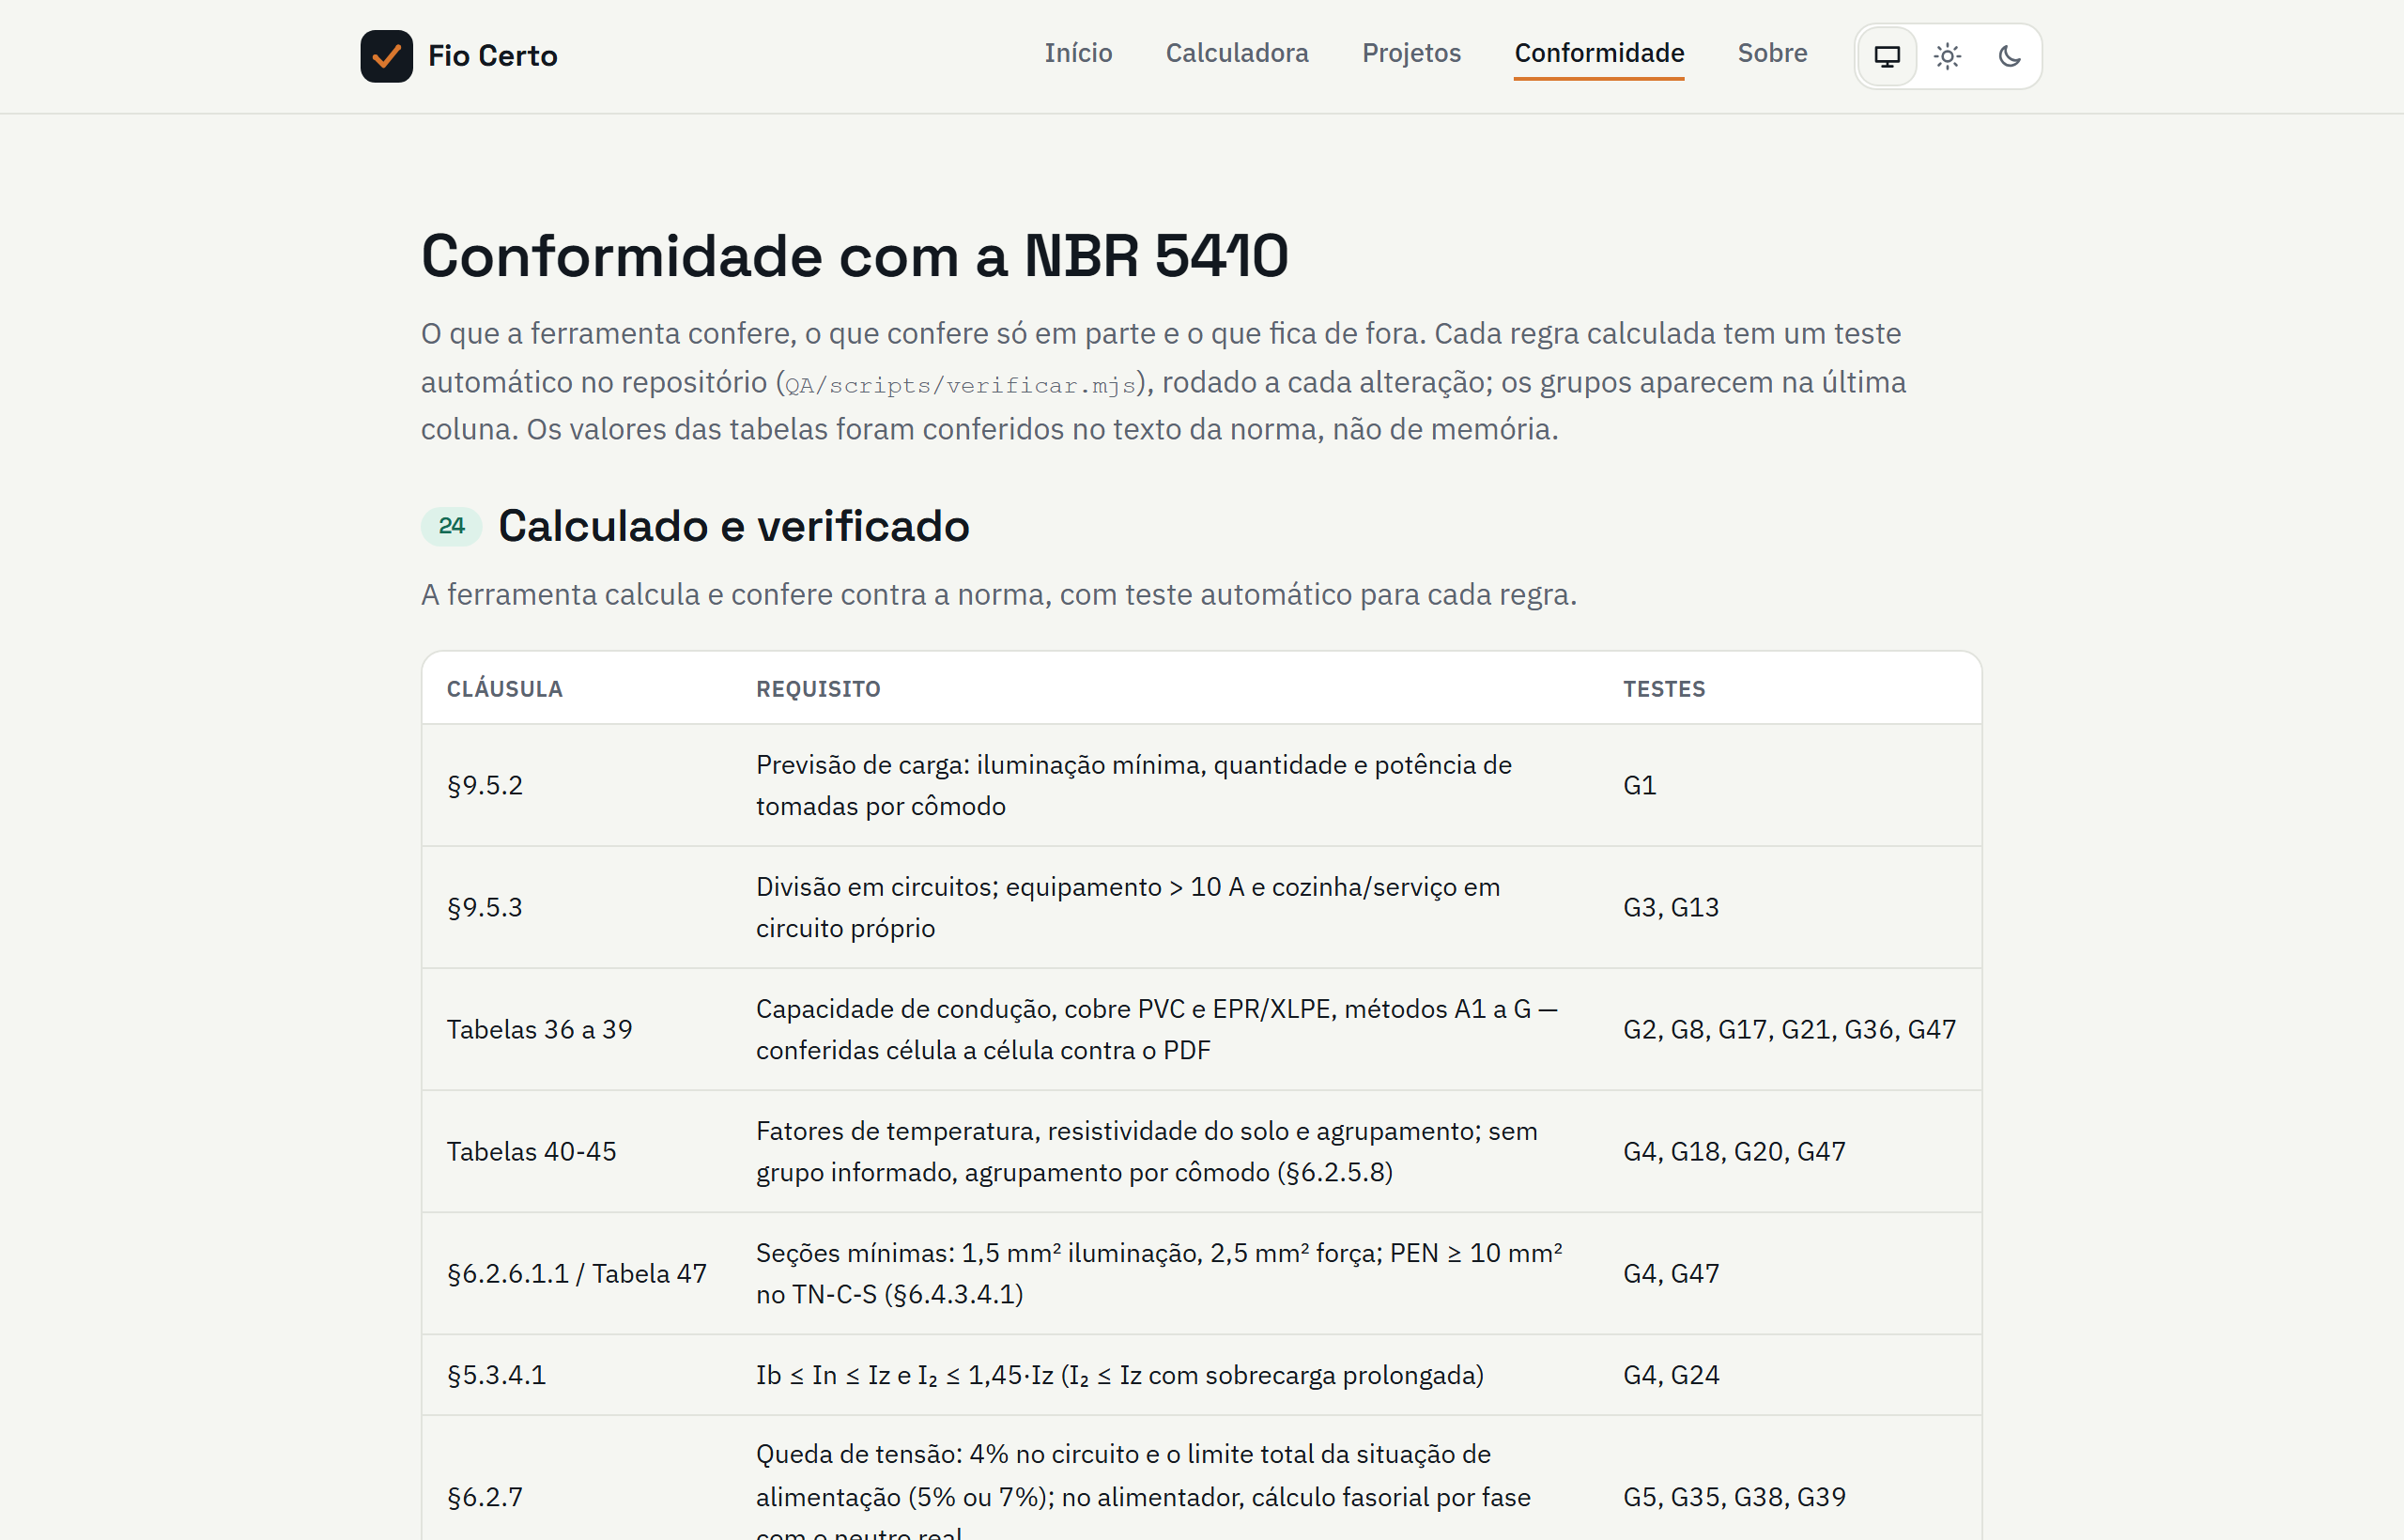 Fio Certo
Início Calculadora Projetos Conformidade Sobre
Conformidade com a NBR 5410
O que a ferramenta confere, o que confere só em parte e o que fica de fora. Cada regra calculada tem um teste
automático no repositório (QA/scripts/verificar.mjs), rodado a cada alteração; os grupos aparecem na última
coluna. Os valores das tabelas foram conferidos no texto da norma, não de memória.
24 Calculado e verificado
A ferramenta calcula e confere contra a norma, com teste automático para cada regra.
CLÁUSULA REQUISITO TESTES
§9.5.2
Previsão de carga: iluminação mínima, quantidade e potência de
tomadas por cômodo
G1
§9.5.3
Divisão em circuitos; equipamento > 10 A e cozinha/serviço em
circuito próprio
G3, G13
Tabelas 36 a 39
Capacidade de condução, cobre PVC e EPR/XLPE, métodos A1 a G —
conferidas célula a célula contra o PDF
G2, G8, G17, G21, G36, G47
Tabelas 40-45
Fatores de temperatura, resistividade do solo e agrupamento; sem
grupo informado, agrupamento por cômodo (§6.2.5.8)
G4, G18, G20, G47
§6.2.6.1.1 / Tabela 47
Seções mínimas: 1,5 mm² iluminação, 2,5 mm² força; PEN ≥ 10 mm²
no TN-C-S (§6.4.3.4.1)
G4, G47
§5.3.4.1
Ib ≤ In ≤ Iz e I₂ ≤ 1,45·Iz (I₂ ≤ Iz com sobrecarga prolongada)
G4, G24
§6.2.7
Queda de tensão: 4% no circuito e o limite total da situação de
alimentação (5% ou 7%); no alimentador, cálculo fasorial por fase
com o neutro real
G5, G35, G38, G39